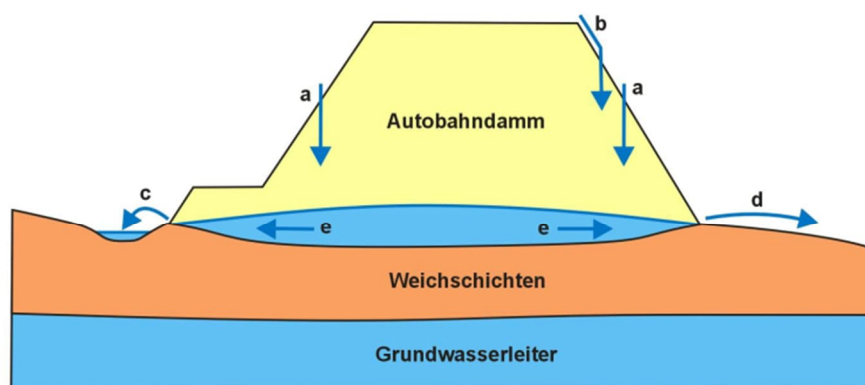 b
a
a
Autobahndamm
c
d
e
e
Weichschichten
Grundwasserleiter